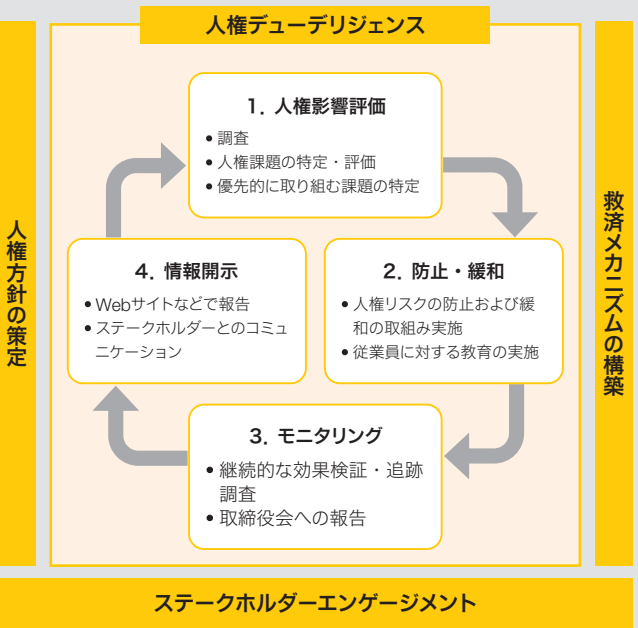 人権デューデリジェンス
人権方針の策定
1. 人権影響評価
• 調査
• 人権課題の特定・評価
• 優先的に取り組む課題の特定
2. 防止・緩和
• 人権リスクの防止および緩
和の取組み実施
• 従業員に対する教育の実施
3. モニタリング
• 継続的な効果検証・追跡
調査
• 取締役会への報告
4. 情報開示
• Webサイトなどで報告
• ステークホルダーとのコミュ
ニケーション
救済メカニズムの構築
ステークホルダーエンゲージメント